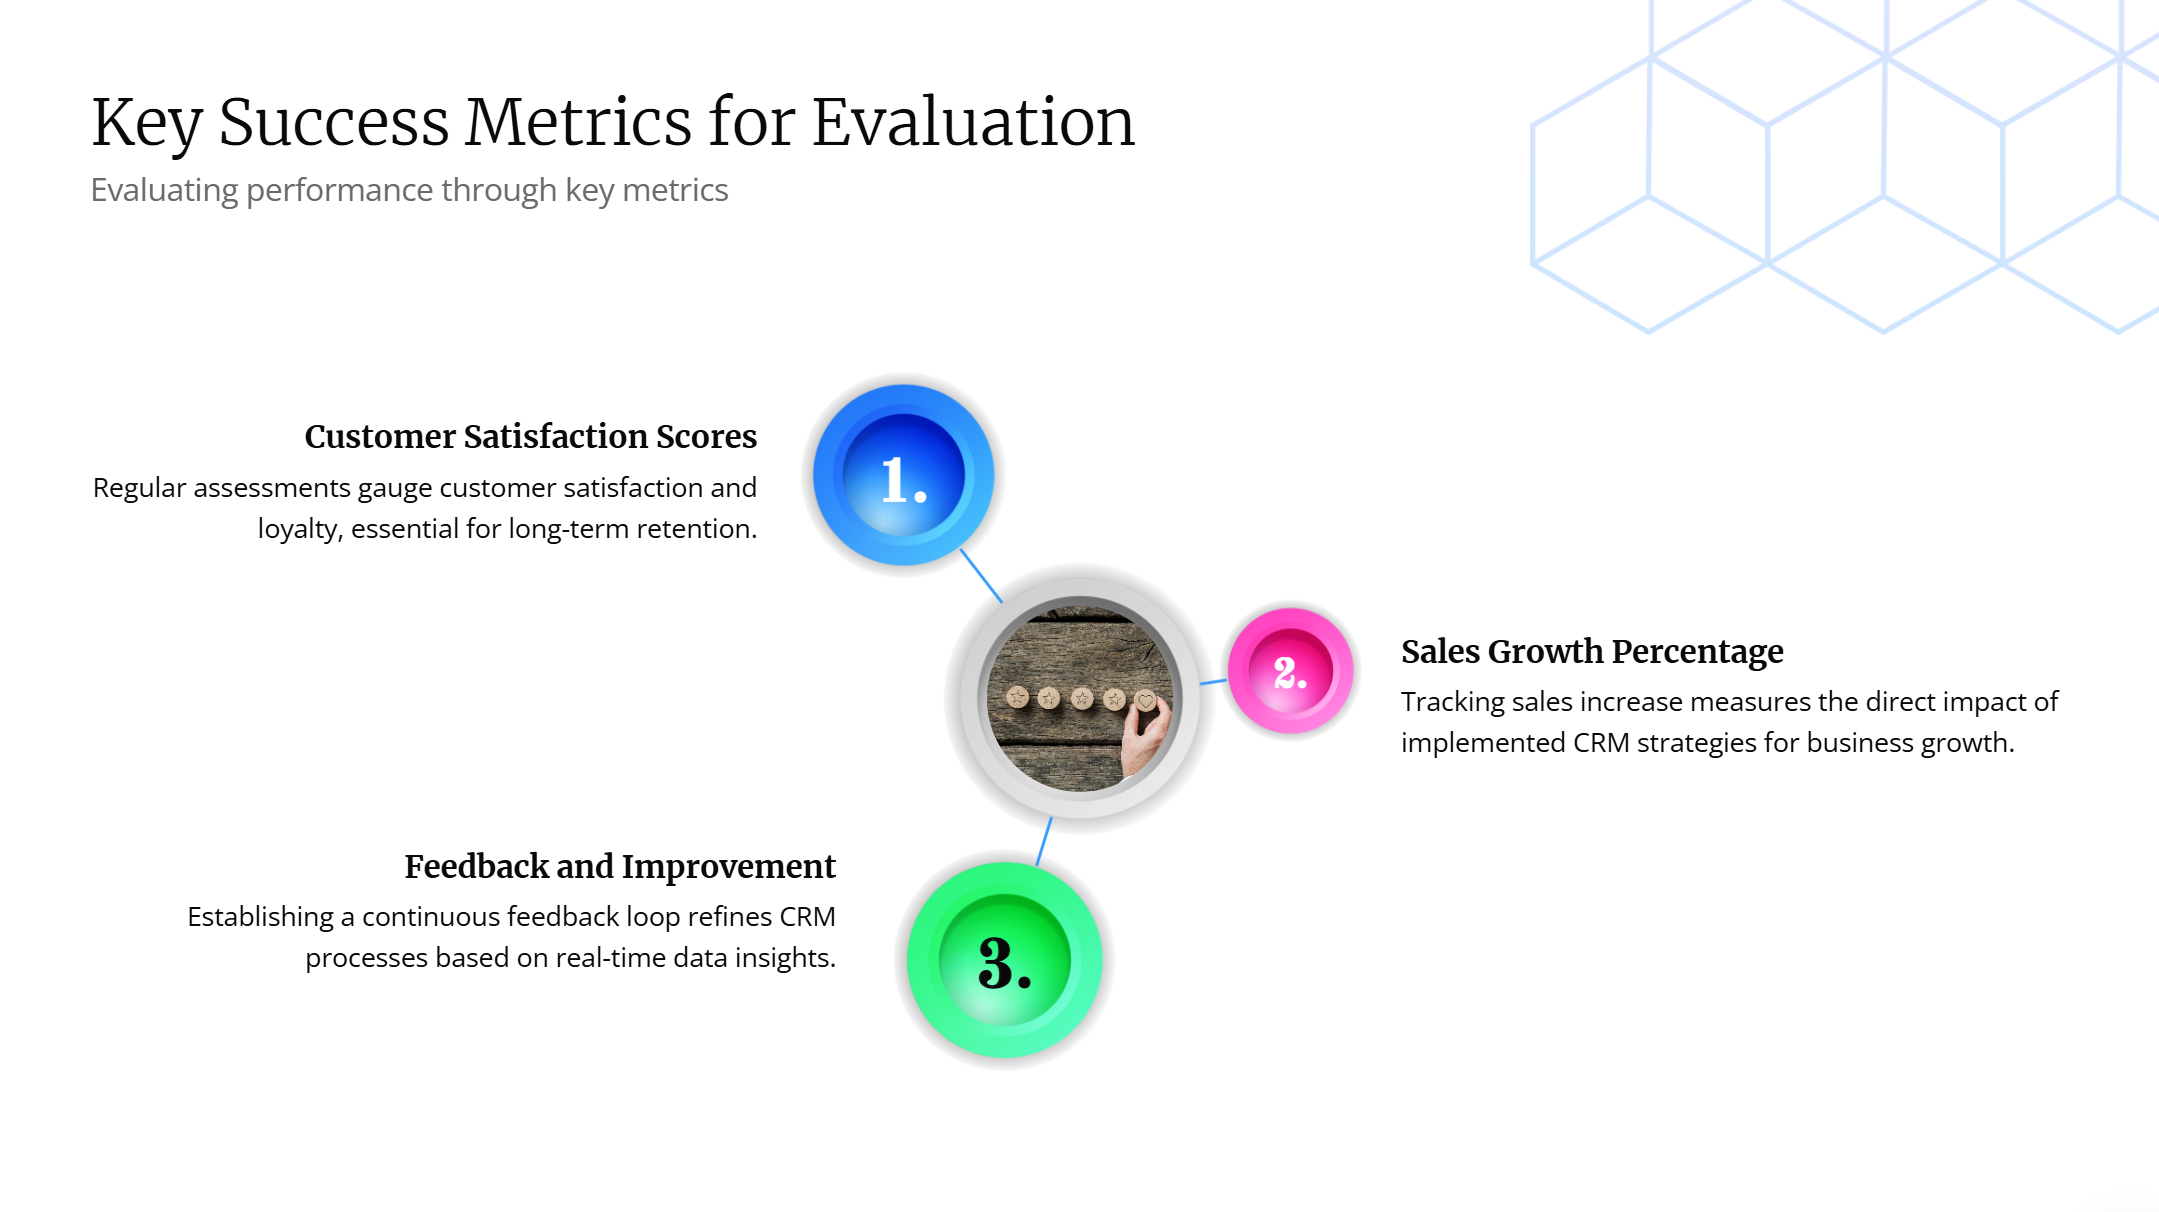 Key Success Metrics for Evaluation
Evaluating performance through key metrics
Customer Satisfaction Scores
Regular assessments gauge customer satisfaction and
loyalty, essential for long-term retention.
1.
2.
Sales Growth Percentage
Tracking sales increase measures the direct impact of
implemented CRM strategies for business growth.
Feedback and Improvement
Establishing a continuous feedback loop refines CRM
processes based on real-time data insights.
3.